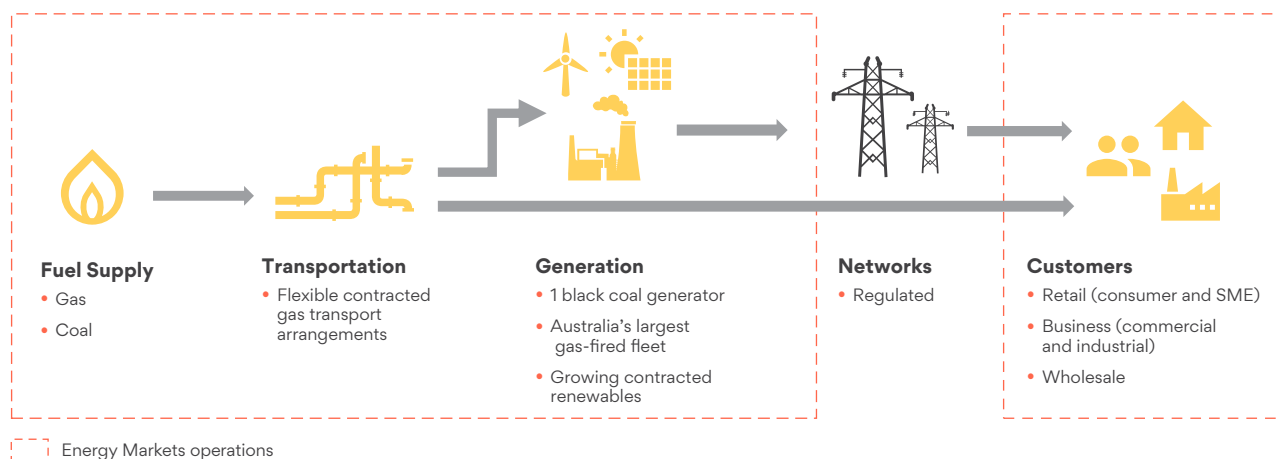 Fuel Supply
• Gas
• Coal
Transportation
• Flexible contracted
gas transport
arrangements
Generation
• 1 black coal generator
• Australia’s largest
gas-fired fleet
• Growing contracted
renewables
Networks
• Regulated
Customers
• Retail (consumer and SME)
• Business (commercial
and industrial)
• Wholesale
Energy Markets operations